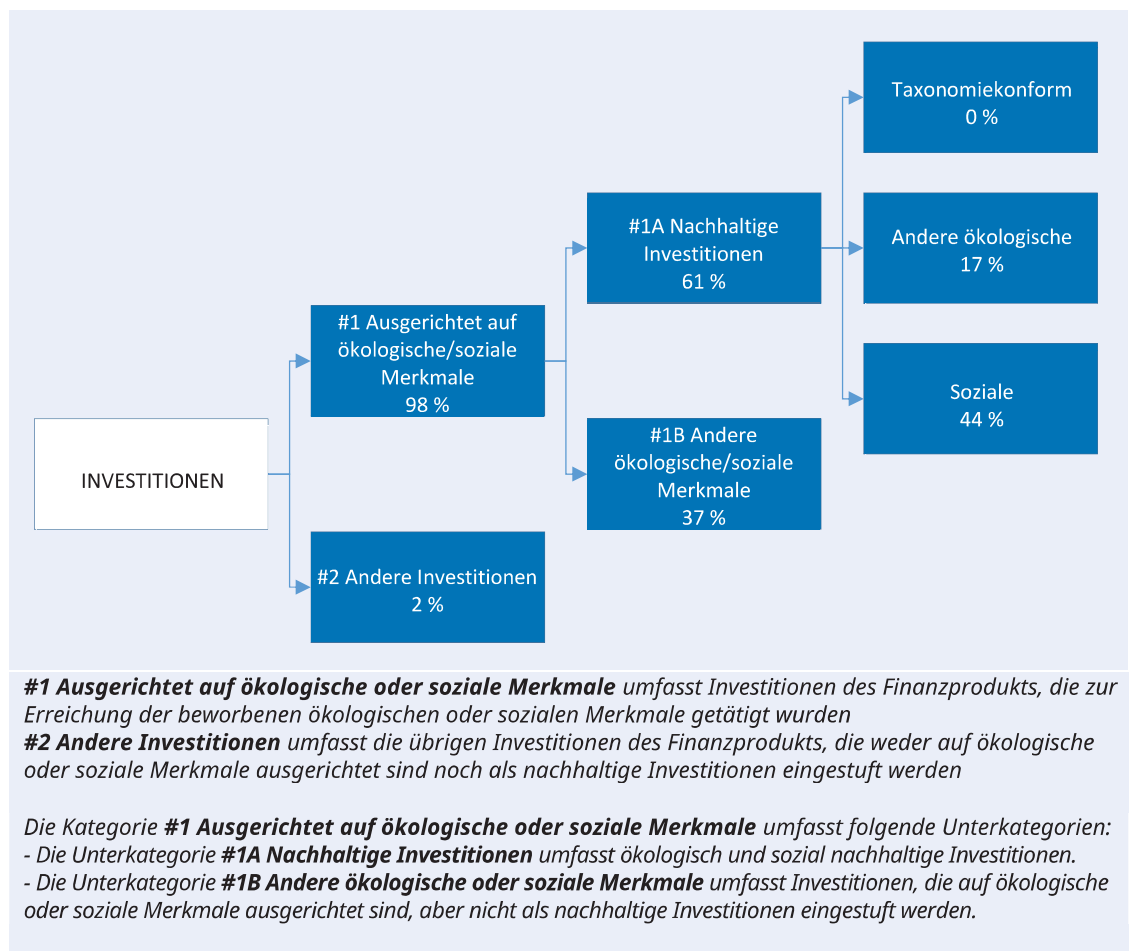 Taxonomiekonform
0 %
#1A Nachhaltige
Investitionen
61 %
Andere ökologische
17 %
#1 Ausgerichtet auf
ökologische/soziale
Merkmale
98 %
Soziale
44 %
#1B Andere
ökologische/soziale
Merkmale
37 %
INVESTITIONEN
#2 Andere Investitionen
2 %
#1 Ausgerichtet auf ökologische oder soziale Merkmale umfasst Investitionen des Finanzprodukts, die zur
Erreichung der beworbenen ökologischen oder sozialen Merkmale getätigt wurden
#2 Andere Investitionen umfasst die übrigen Investitionen des Finanzprodukts, die weder auf ökologische
oder soziale Merkmale ausgerichtet sind noch als nachhaltige Investitionen eingestuft werden
Die Kategorie #1 Ausgerichtet auf ökologische oder soziale Merkmale umfasst folgende Unterkategorien:
- Die Unterkategorie #1A Nachhaltige Investitionen umfasst ökologisch und sozial nachhaltige Investitionen.
- Die Unterkategorie #1B Andere ökologische oder soziale Merkmale umfasst Investitionen, die auf ökologische
oder soziale Merkmale ausgerichtet sind, aber nicht als nachhaltige Investitionen eingestuft werden.